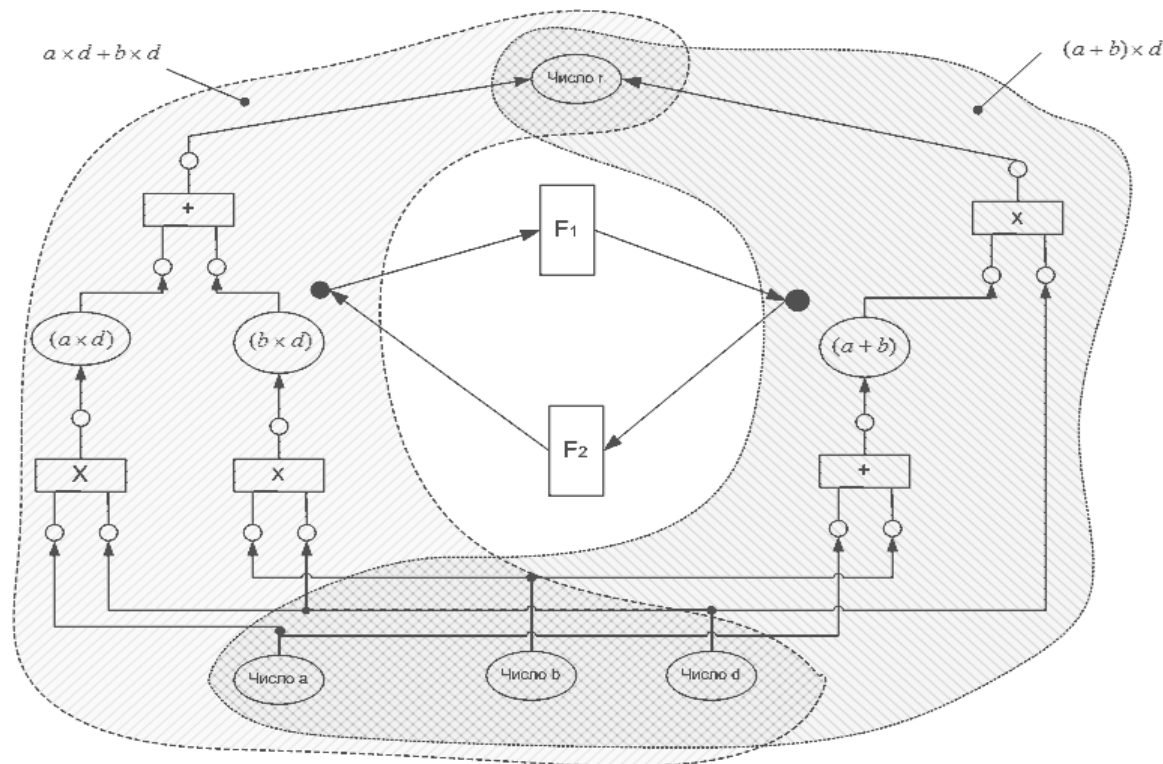 a × d + b × d
(a + b) × d
Число r
+
F₁
x
(a × d)
(b × d)
(a + b)
F₂
X
x
+
Число a
Число b
Число d